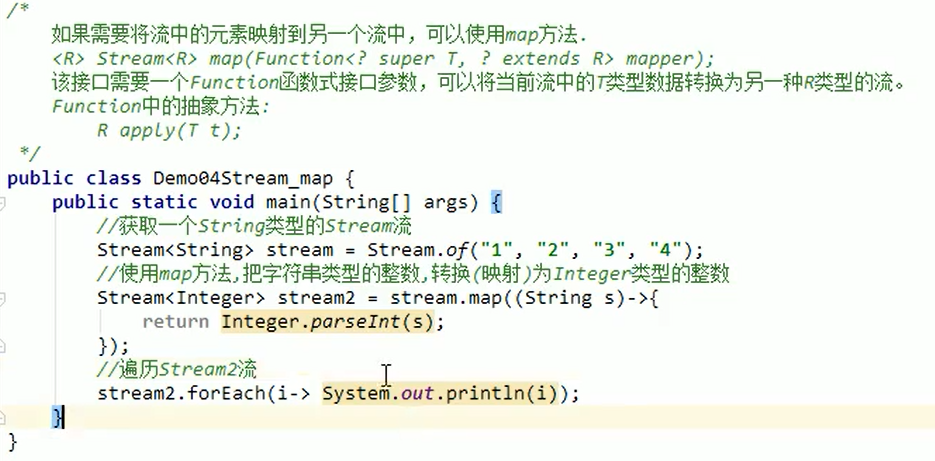 /*
如果需要将流中的元素映射到另一个流中，可以使用map方法.
<R> Stream<R> map(Function<? super T, ? extends R> mapper);
该接口需要一个Function函数式接口参数，可以将当前流中的T类型数据转换为另一种R类型的流。
Function中的抽象方法:
R apply(T t);
*/
public class Demo04Stream_map {
public static void main(String[] args) {
//获取一个String类型的Stream流
Stream<String> stream = Stream.of("1", "2", "3", "4");
//使用map方法,把字符串类型的整数,转换(映射)为Integer类型的整数
Stream<Integer> stream2 = stream.map((String s)->{
return Integer.parseInt(s);
});
//遍历Stream2流
stream2.forEach(i-> System.out.println(i));
}
}